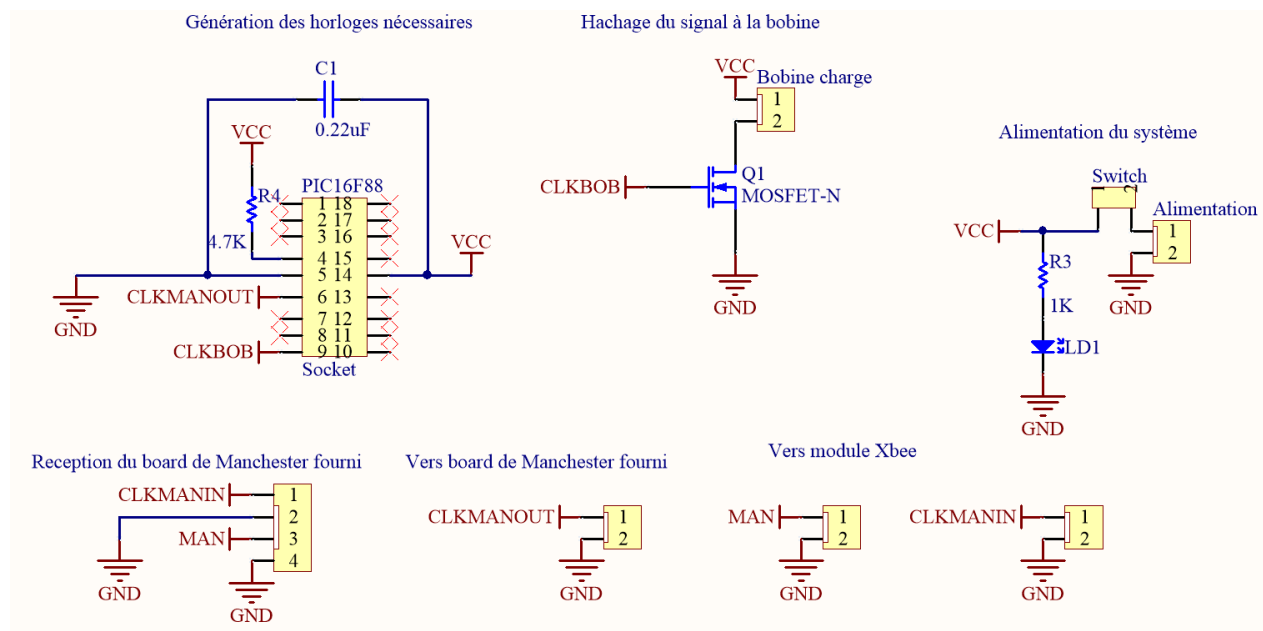 Génération des horloges nécessaires
Hachage du signal à la bobine
C1
0.22uF
VCC
R4
4.7K
PIC16F88
1 18
2 17
3 16
4 15
5 14
6 13
7 12
8 11
9 10
Socket
VCC
GND
CLKMANOUT
CLKBOB
VCC
Bobine charge
1
2
CLKBOB
Q1
MOSFET-N
GND
Alimentation du système
Switch
1 2
Alimentation
1
2
VCC
R3
1K
GND
LD1
GND
Reception du board de Manchester fourni
CLKMANIN
1
2
MAN
3
4
GND
GND
Vers board de Manchester fourni
CLKMANOUT
1
2
GND
Vers module Xbee
MAN
1
2
GND
CLKMANIN
1
2
GND